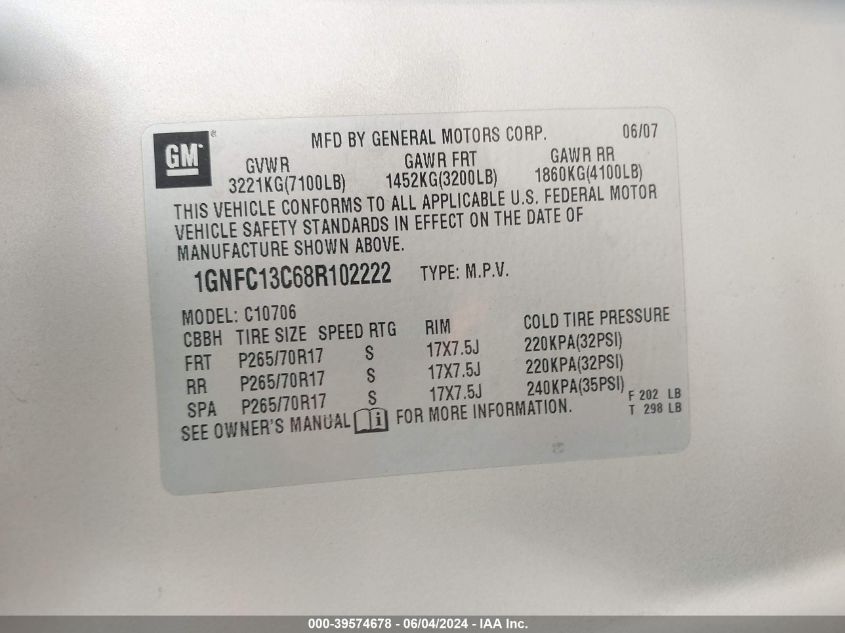 GM
MFD BY GENERAL MOTORS CORP. 06/07
GVWR GAWR FRT GAWR RR
3221KG(7100LB) 1452KG(3200LB) 1860KG(4100LB)
THIS VEHICLE CONFORMS TO ALL APPLICABLE U.S. FEDERAL MOTOR
VEHICLE SAFETY STANDARDS IN EFFECT ON THE DATE OF
MANUFACTURE SHOWN ABOVE.
1GNFC13C68R102222 TYPE: M.P.V.
MODEL: C10706
CBBH TIRE SIZE SPEED RTG RIM COLD TIRE PRESSURE
FRT P265/70R17 S 17X7.5J 220KPA(32PSI)
RR P265/70R17 S 17X7.5J 220KPA(32PSI)
SPA P265/70R17 S 17X7.5J 240KPA(35PSI) F 202 LB
T 298 LB
SEE OWNER'S MANUAL i FOR MORE INFORMATION.
000-39574678 - 06/04/2024 - IAA Inc.